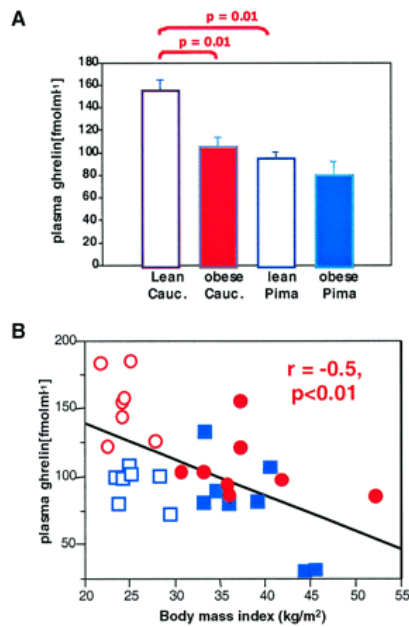 A
p = 0.01
p = 0.01
plasma ghrelin[fmolml-1]
180
160
140
120
100
80
60
40
20
0
Lean Cauc.
obese Cauc.
lean Pima
obese Pima
B
plasma ghrelin[fmolml-1]
200
150
100
50
r = -0.5,
p<0.01
20 25 30 35 40 45 50 55
Body mass index (kg/m²)